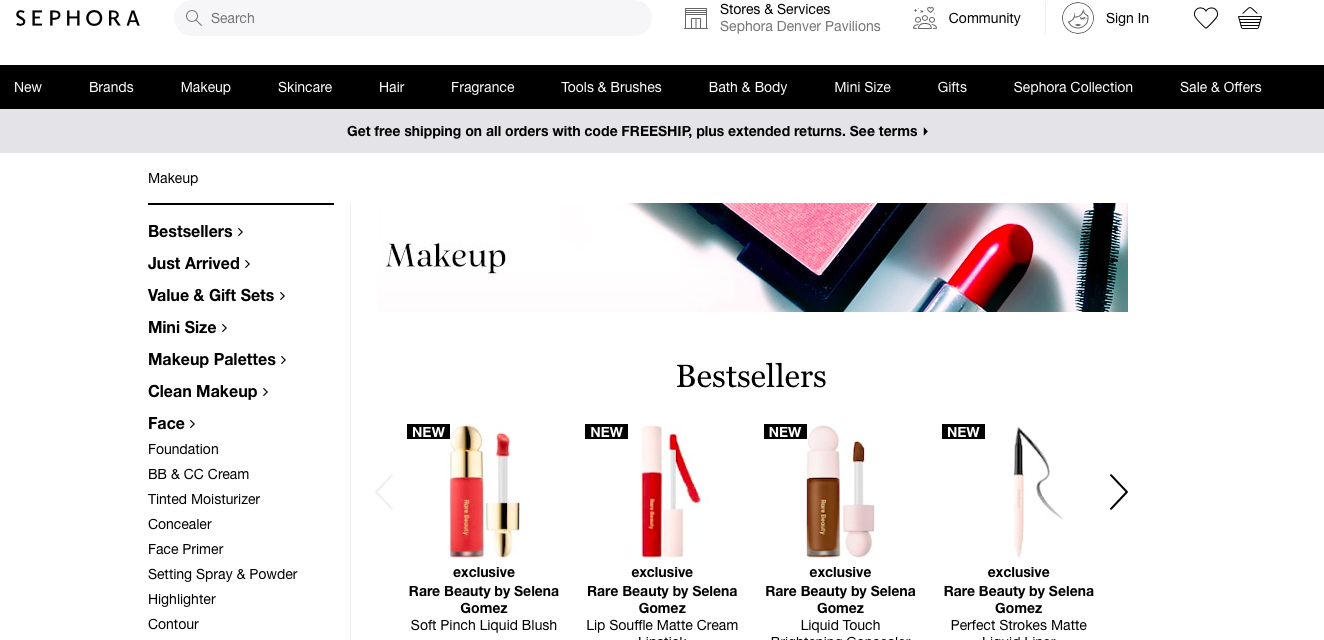 SEPHORA
Search
Stores & Services
Sephora Denver Pavilions
Community
Sign In
New
Brands
Makeup
Skincare
Hair
Fragrance
Tools & Brushes
Bath & Body
Mini Size
Gifts
Sephora Collection
Sale & Offers
Get free shipping on all orders with code FREESHIP, plus extended returns. See terms
Makeup
Bestsellers
Just Arrived
Value & Gift Sets
Mini Size
Makeup Palettes
Clean Makeup
Face
Foundation
BB & CC Cream
Tinted Moisturizer
Concealer
Face Primer
Setting Spray & Powder
Highlighter
Contour
Makeup
Bestsellers
NEW
Rare Beauty
exclusive
Rare Beauty by Selena
Gomez
Soft Pinch Liquid Blush
NEW
Rare Beauty
exclusive
Rare Beauty by Selena
Gomez
Lip Souffle Matte Cream
Lipstick
NEW
Rare Beauty
exclusive
Rare Beauty by Selena
Gomez
Liquid Touch
Brightening Concealer
NEW
exclusive
Rare Beauty by Selena
Gomez
Perfect Strokes Matte
Liquid Liner